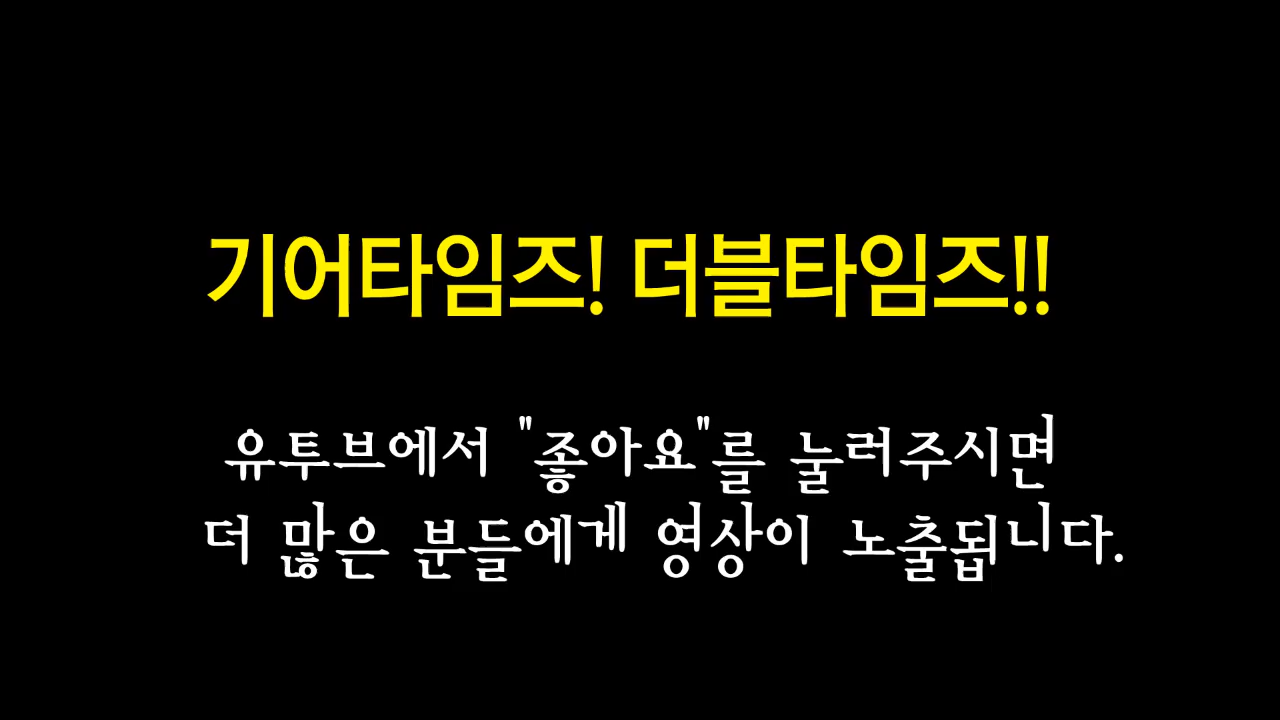 기어타임즈! 더블타임즈!!
유투브에서 "좋아요"를 눌러주시면
더 많은 분들에게 영상이 노출됩니다.